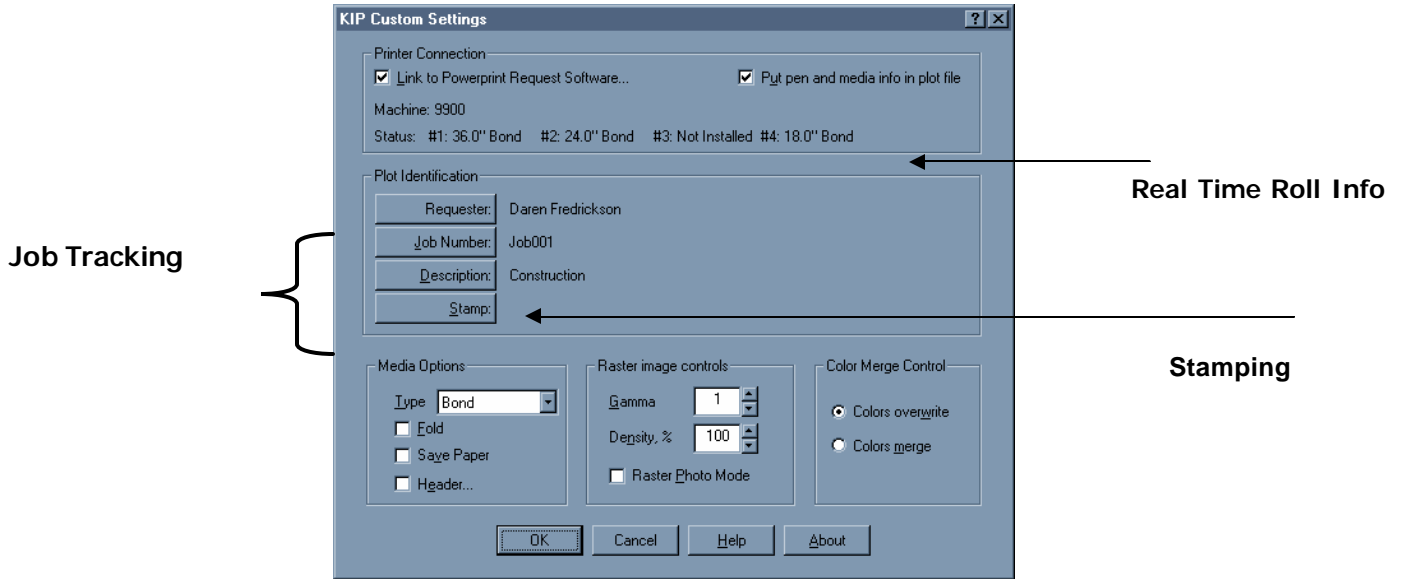 KIP Custom Settings
Printer Connection
Link to Powerprint Request Software... Put pen and media info in plot file
Machine: 9900
Status: #1: 36.0" Bond #2: 24.0" Bond #3: Not Installed #4: 18.0" Bond
Real Time Roll Info
Plot Identification
Requester: Daren Fredrickson
Job Number: Job001
Job Tracking
Description: Construction
Stamp:
Stamping
Media Options
Type Bond
Fold
Save Paper
Header...
Raster image controls
Gamma 1
Density, % 100
Raster Photo Mode
Color Merge Control
Colors overwrite
Colors merge
OK Cancel Help About